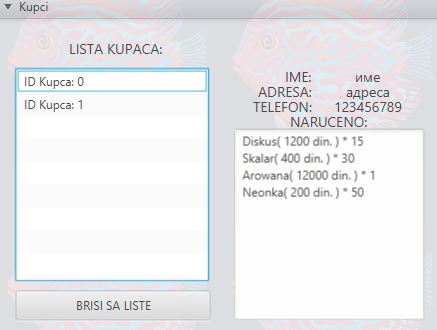 Kupci
LISTA KUPACA:
ID Kupca: 0
ID Kupca: 1
BRISI SA LISTE
IME: име
ADRESA: адреса
TELEFON: 123456789
NARUCENO:
Diskus( 1200 din. ) * 15
Skalar( 400 din. ) * 30
Arowana( 12000 din. ) * 1
Neonka( 200 din. ) * 50